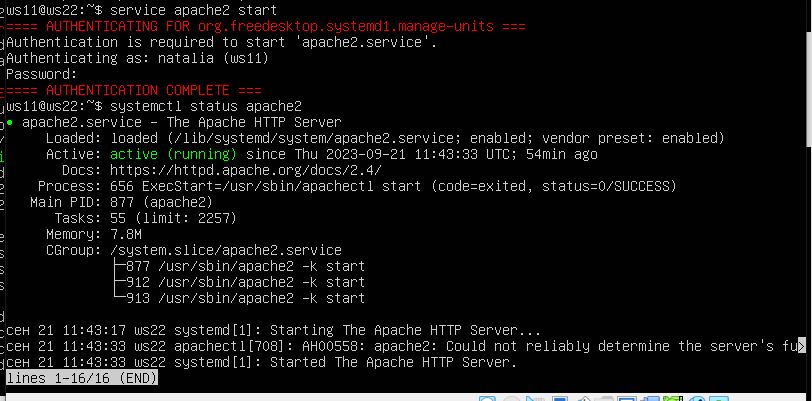 ws11@ws22:~$ service apache2 start
==== AUTHENTICATING FOR org.freedesktop.systemd1.manage-units ===
Authentication is required to start 'apache2.service'.
Authenticating as: natalia (ws11)
Password:
==== AUTHENTICATION COMPLETE ===
ws11@ws22:~$ systemctl status apache2
● apache2.service - The Apache HTTP Server
Loaded: loaded (/lib/systemd/system/apache2.service; enabled; vendor preset: enabled)
Active: active (running) since Thu 2023-09-21 11:43:33 UTC; 54min ago
Docs: https://httpd.apache.org/docs/2.4/
Process: 656 ExecStart=/usr/sbin/apachectl start (code=exited, status=0/SUCCESS)
Main PID: 877 (apache2)
Tasks: 55 (limit: 2257)
Memory: 7.8M
CGroup: /system.slice/apache2.service
├─877 /usr/sbin/apache2 -k start
├─912 /usr/sbin/apache2 -k start
└─913 /usr/sbin/apache2 -k start
сен 21 11:43:17 ws22 systemd[1]: Starting The Apache HTTP Server...
сен 21 11:43:33 ws22 apachectl[708]: AH00558: apache2: Could not reliably determine the server's fu>
сен 21 11:43:33 ws22 systemd[1]: Started The Apache HTTP Server.
lines 1-16/16 (END)